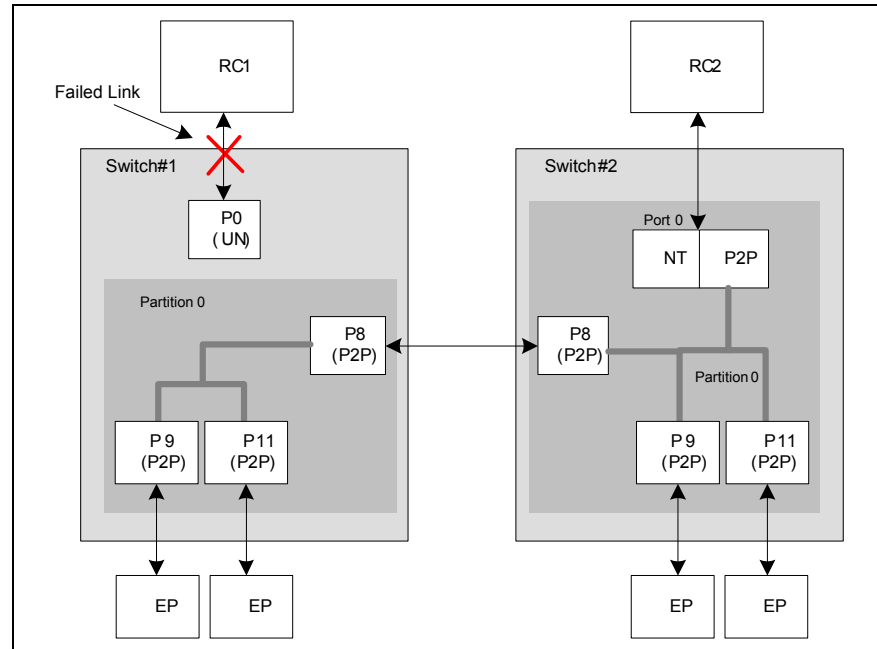 RC1
RC2
Failed Link
Switch#1
Switch#2
P0
( UN)
Port 0
NT
P2P
Partition 0
P8
(P2P)
P8
(P2P)
Partition 0
P 9
(P2P)
P11
(P2P)
P 9
(P2P)
P11
(P2P)
EP
EP
EP
EP